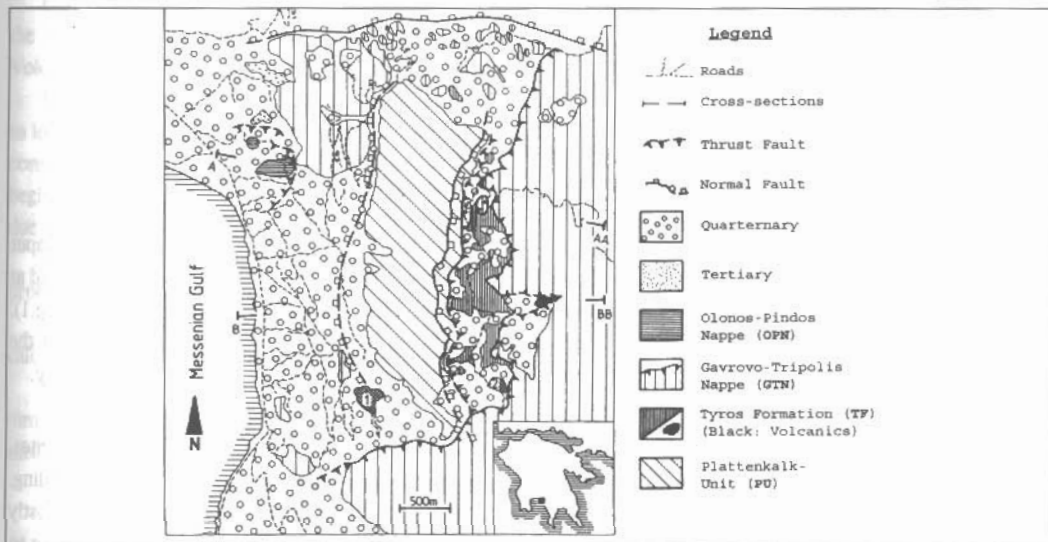 Messenian Gulf
N
A
B
AA
BB
1
500m
Legend
Roads
Cross-sections
Thrust Fault
Normal Fault
Quarternary
Tertiary
Olonos-Pindos
Nappe (OPN)
Gavrovo-Tripolis
Nappe (GTN)
Tyros Formation (TF)
(Black: Volcanics)
Plattenkalk-
Unit (PU)